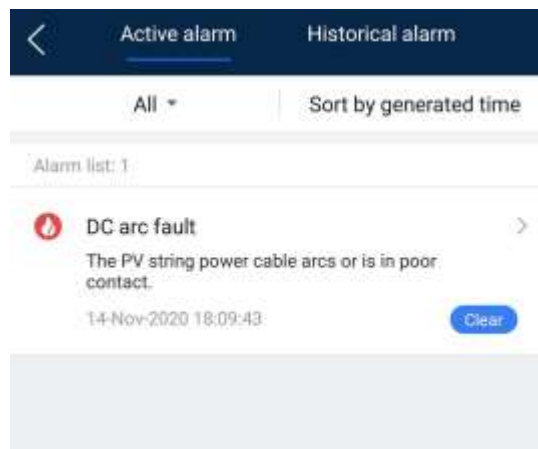 Active alarm Historical alarm
All Sort by generated time
Alarm list: 1
DC arc fault
The PV string power cable arcs or is in poor
contact.
14-Nov-2020 18:09:43 Clear